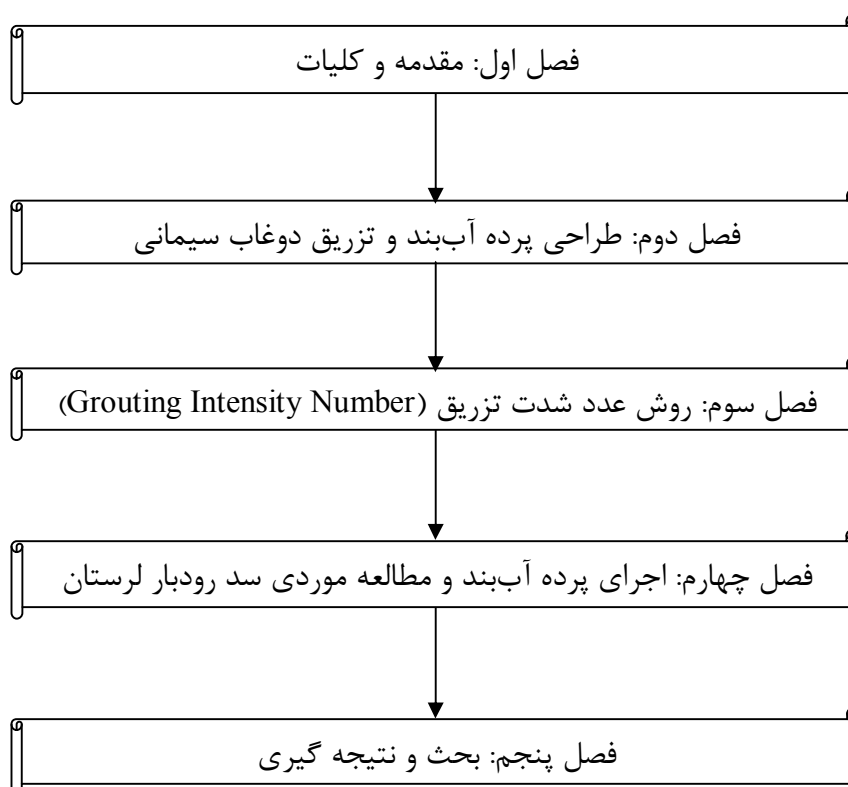 فصل اول: مقدمه و کلیات
فصل دوم: طراحی پرده آب‌بند و تزریق دوغاب سیمانی
فصل سوم: روش عدد شدت تزریق (Grouting Intensity Number)
فصل چهارم: اجرای پرده آب‌بند و مطالعه موردی سد رودبار لرستان
فصل پنجم: بحث و نتیجه گیری